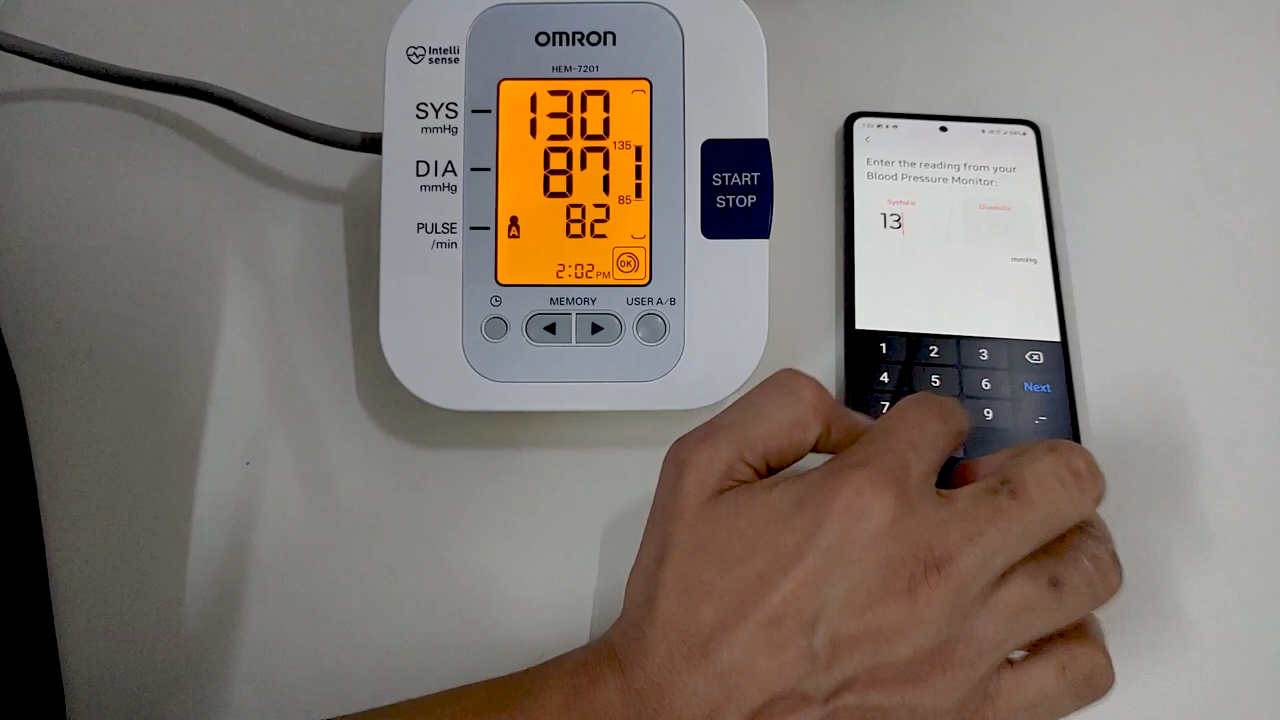 Intelli
sense
OMRON
HEM-7201
SYS
mmHg
130
135
DIA
mmHg
87
85
PULSE
/min
A
82
2:02 PM
OK
START
STOP
MEMORY
USER A/B
Enter the reading from your
Blood Pressure Monitor:
Systolic
Diastolic
13
mmHg
1 2 3
4 5 6 Next
7 9 .-